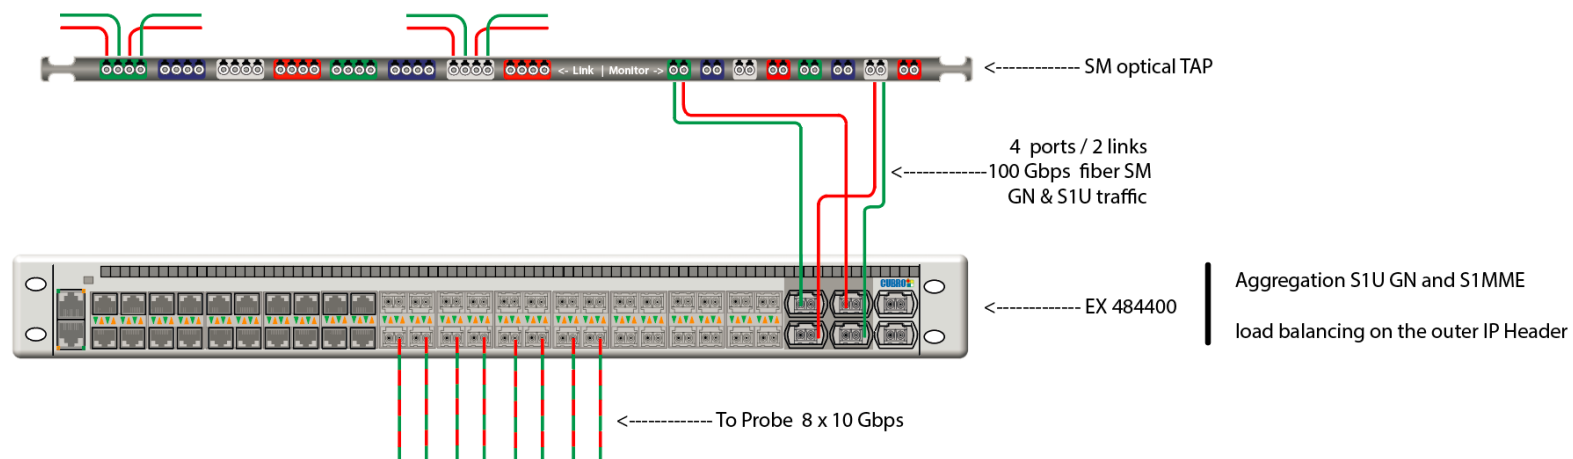 <- Link | Monitor ->
<------------- SM optical TAP
4 ports / 2 links
<-------------100 Gbps fiber SM
GN & S1U traffic
CUBRO
<------------- EX 484400
Aggregation S1U GN and S1MME
load balancing on the outer IP Header
<------------- To Probe 8 x 10 Gbps